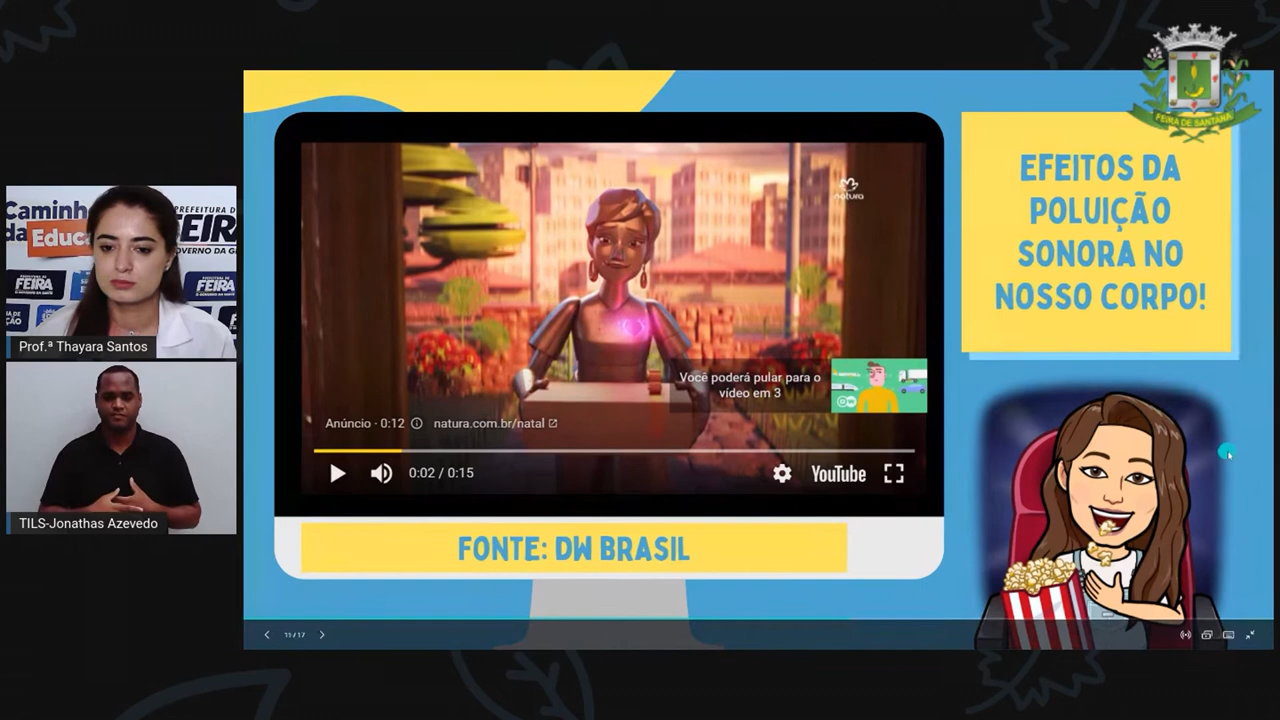 Caminh
da
Educ
PREFEITURA D
FEIRA
GOVERNO DA G
PREFEITURA DE
FEIRA
FEIRA
Prof.ª Thayara Santos
TILS-Jonathas Azevedo
natura
Você poderá pular para o
vídeo em 3
Anúncio · 0:12
natura.com.br/natal
0:02 / 0:15
YouTube
FONTE: DW BRASIL
11/17
FEIRA DE SANTANA
EFEITOS DA
POLUIÇÃO
SONORA NO
NOSSO CORPO!